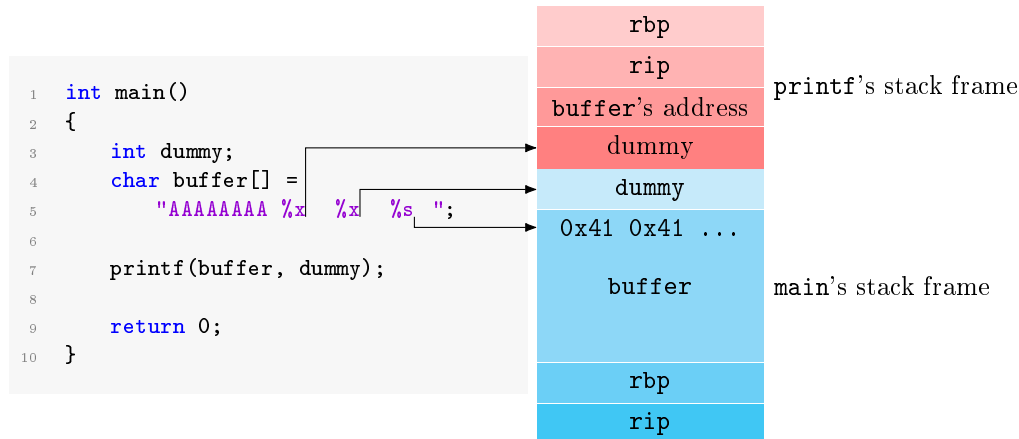 1 int main()
2 {
3 int dummy;
4 char buffer[] =
5 "AAAAAAAA %x %x %s ";
6
7 printf(buffer, dummy);
8
9 return 0;
10 }
rbp
rip
buffer's address
dummy
printf's stack frame
dummy
0x41 0x41 ...
buffer
rbp
rip
main's stack frame